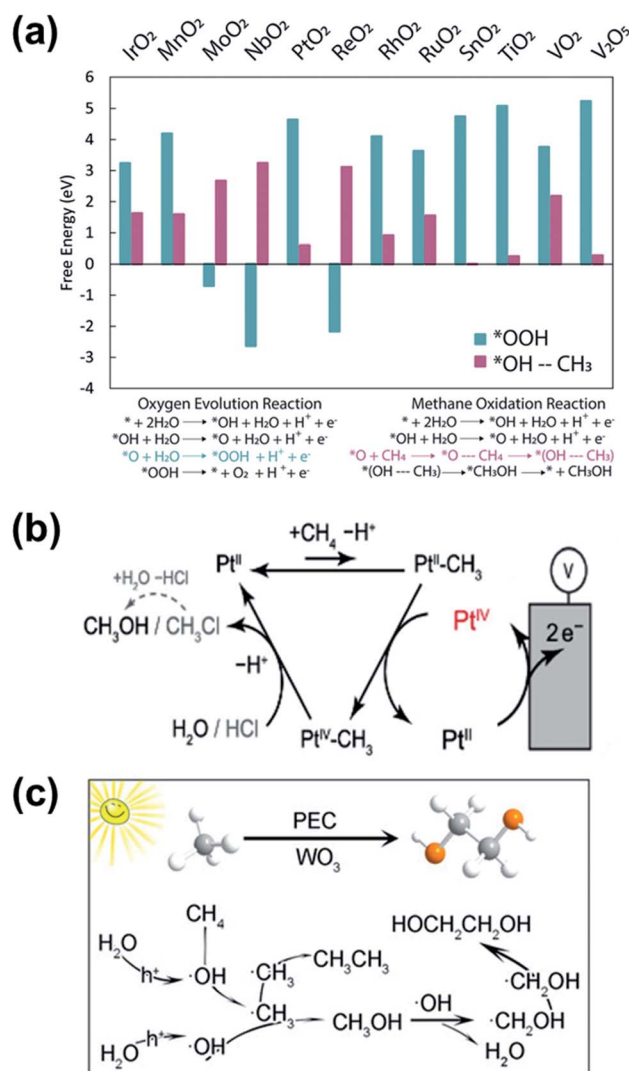 (a)
IrO₂ MnO₂ MoO₂ NbO₂ PtO₂ ReO₂ RhO₂ RuO₂ SnO₂ TiO₂ VO₂ V₂O₅
Free Energy (eV)
6
5
4
3
2
1
0
-1
-2
-3
-4
*OOH
*OH -- CH₃
Oxygen Evolution Reaction
* + 2H₂O → *OH + H₂O + H⁺ + e⁻
*OH + H₂O → *O + H₂O + H⁺ + e⁻
*O + H₂O → *OOH + H⁺ + e⁻
*OOH → * + O₂ + H⁺ + e⁻
Methane Oxidation Reaction
* + 2H₂O → *OH + H₂O + H⁺ + e⁻
*OH + H₂O → *O + H₂O + H⁺ + e⁻
*O + CH₄ → *O --- CH₄ → *(OH --- CH₃)
*(OH --- CH₃) → *CH₃OH → * + CH₃OH
(b)
+CH₄ –H⁺
Ptᴵᴵ
Ptᴵᴵ–CH₃
V
+H₂O –HCl
CH₃OH / CH₃Cl
Ptᴵⱽ
2 e⁻
–H⁺
H₂O / HCl
Ptᴵⱽ–CH₃
Ptᴵᴵ
(c)
PEC
WO₃
CH₄
H₂O
h⁺
·OH
·CH₃
CH₃CH₃
HOCH₂CH₂OH
·CH₃
CH₃OH
·OH
·CH₂OH
·CH₂OH
H₂O
h⁺
·OH
H₂O